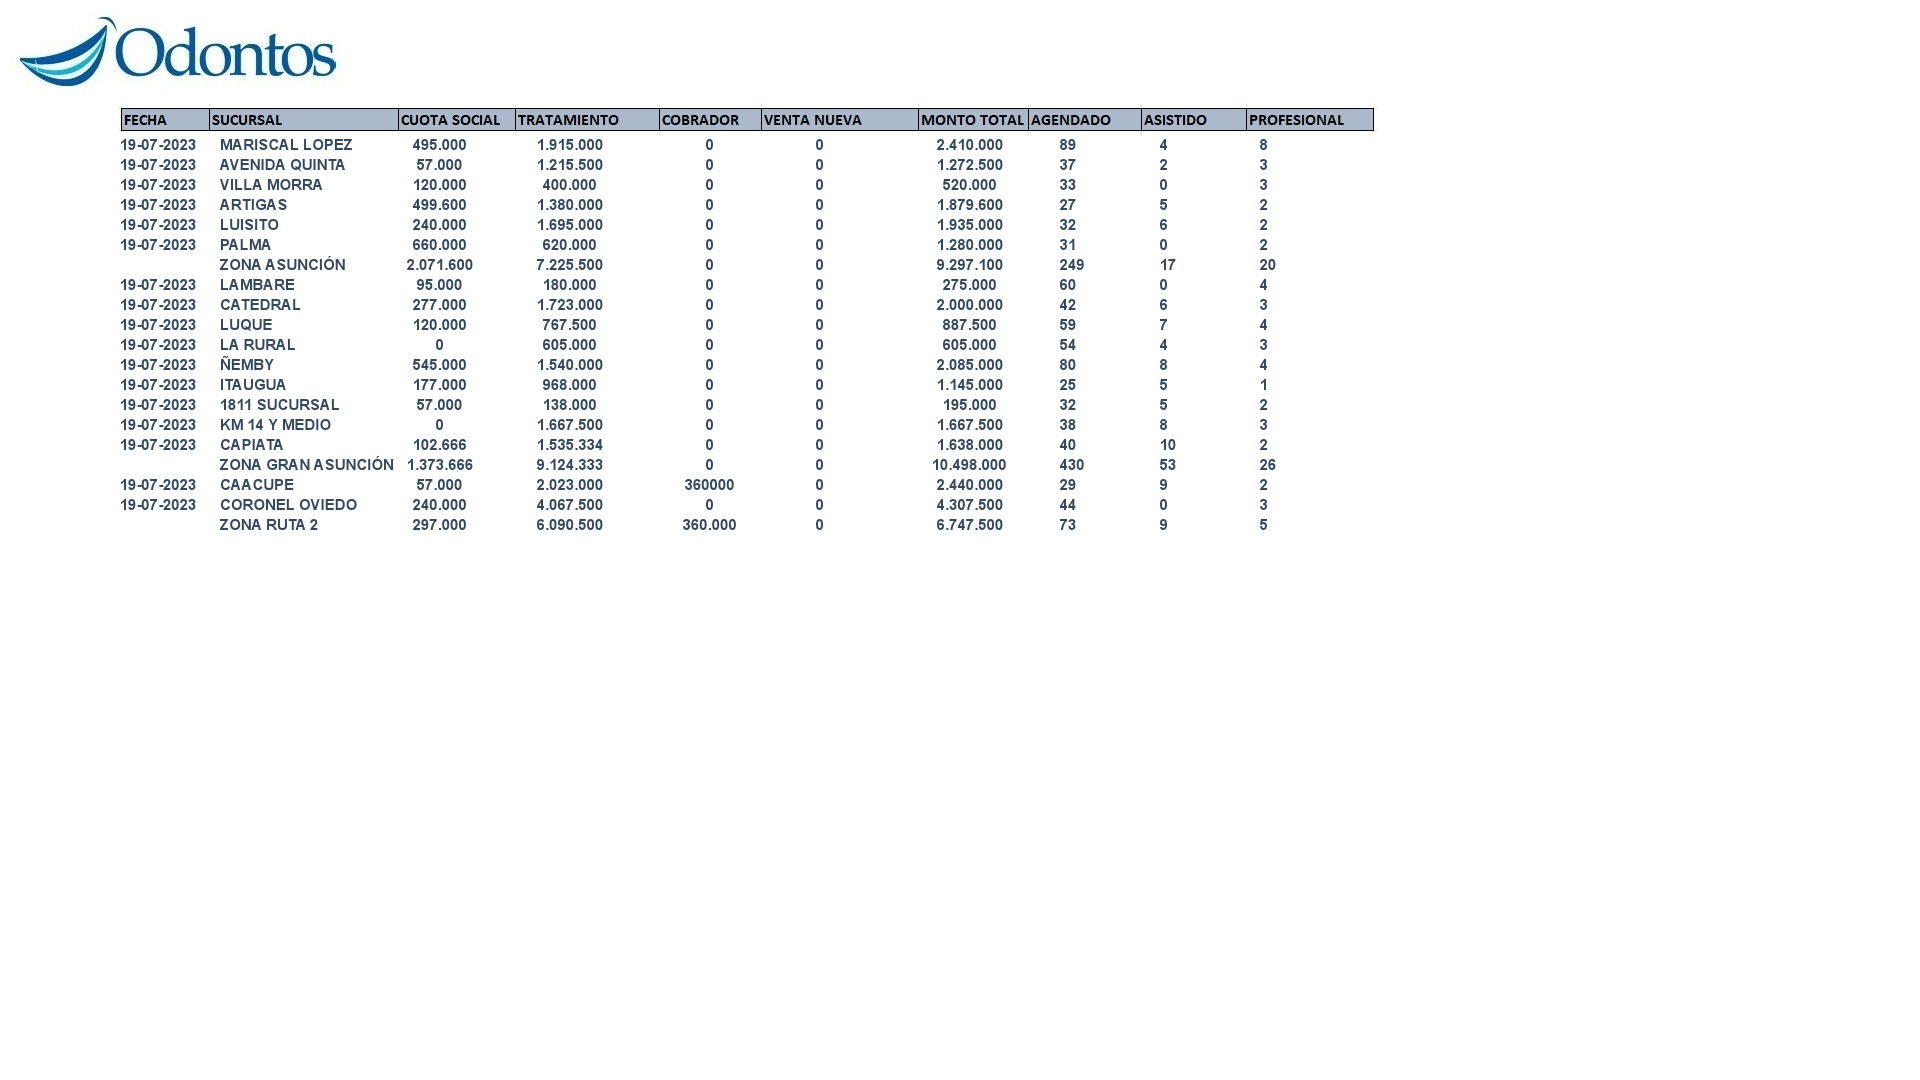 Odontos
FECHA SUCURSAL CUOTA SOCIAL TRATAMIENTO COBRADOR VENTA NUEVA MONTO TOTAL AGENDADO ASISTIDO PROFESIONAL
19-07-2023 MARISCAL LOPEZ 495.000 1.915.000 0 0 2.410.000 89 4 8
19-07-2023 AVENIDA QUINTA 57.000 1.215.500 0 0 1.272.500 37 2 3
19-07-2023 VILLA MORRA 120.000 400.000 0 0 520.000 33 0 3
19-07-2023 ARTIGAS 499.600 1.380.000 0 0 1.879.600 27 5 2
19-07-2023 LUISITO 240.000 1.695.000 0 0 1.935.000 32 6 2
19-07-2023 PALMA 660.000 620.000 0 0 1.280.000 31 0 2
ZONA ASUNCIÓN 2.071.600 7.225.500 0 0 9.297.100 249 17 20
19-07-2023 LAMBARE 95.000 180.000 0 0 275.000 60 0 4
19-07-2023 CATEDRAL 277.000 1.723.000 0 0 2.000.000 42 6 3
19-07-2023 LUQUE 120.000 767.500 0 0 887.500 59 7 4
19-07-2023 LA RURAL 0 605.000 0 0 605.000 54 4 3
19-07-2023 ÑEMBY 545.000 1.540.000 0 0 2.085.000 80 8 4
19-07-2023 ITAUGUA 177.000 968.000 0 0 1.145.000 25 5 1
19-07-2023 1811 SUCURSAL 57.000 138.000 0 0 195.000 32 5 2
19-07-2023 KM 14 Y MEDIO 0 1.667.500 0 0 1.667.500 38 8 3
19-07-2023 CAPIATA 102.666 1.535.334 0 0 1.638.000 40 10 2
ZONA GRAN ASUNCIÓN 1.373.666 9.124.333 0 0 10.498.000 430 53 26
19-07-2023 CAACUPE 57.000 2.023.000 360000 0 2.440.000 29 9 2
19-07-2023 CORONEL OVIEDO 240.000 4.067.500 0 0 4.307.500 44 0 3
ZONA RUTA 2 297.000 6.090.500 360.000 0 6.747.500 73 9 5